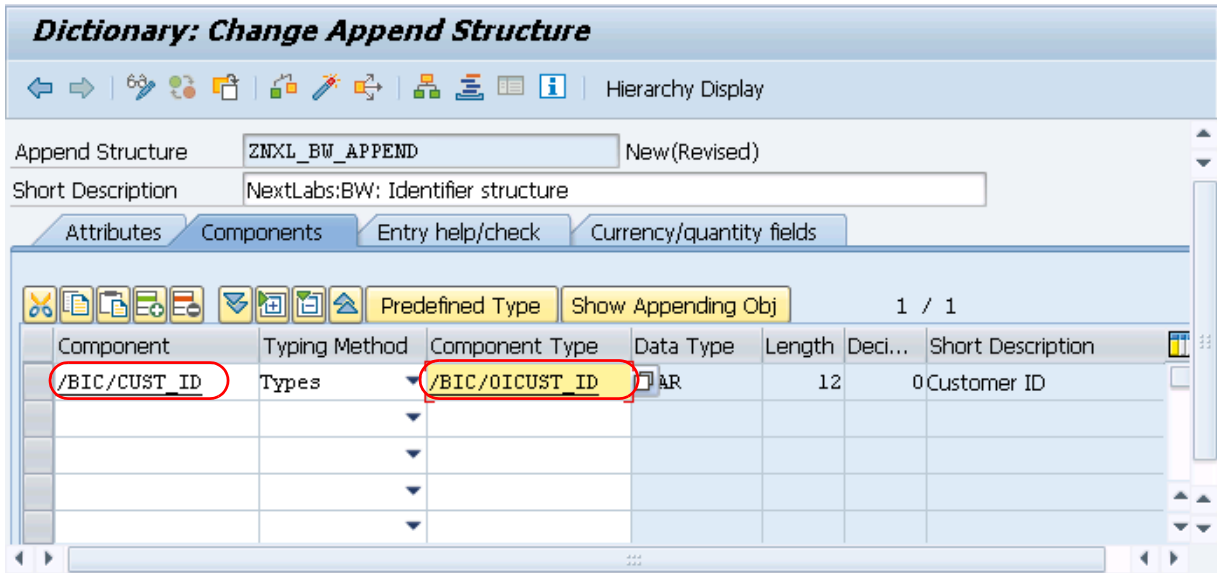 Dictionary: Change Append Structure
Hierarchy Display
Append Structure ZNXL_BW_APPEND New(Revised)
Short Description NextLabs:BW: Identifier structure
Attributes Components Entry help/check Currency/quantity fields
Predefined Type Show Appending Obj 1 / 1
Component Typing Method Component Type Data Type Length Deci... Short Description
/BIC/CUST_ID Types /BIC/OICUST_ID AR 12 0 Customer ID